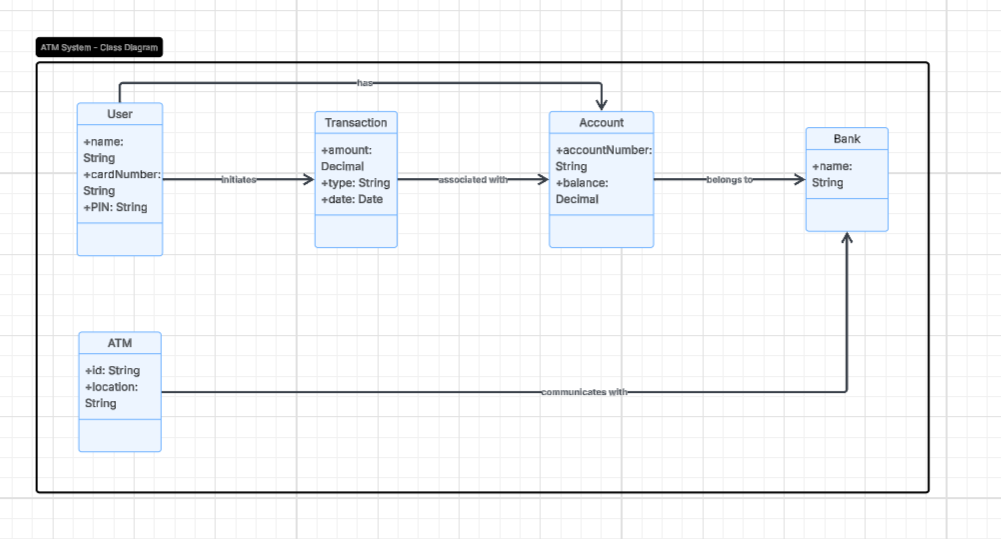 ATM System - Class Diagram
has
User
+name:
String
+cardNumber:
String
+PIN: String
initiates
Transaction
+amount:
Decimal
+type: String
+date: Date
associated with
Account
+accountNumber:
String
+balance:
Decimal
belongs to
Bank
+name:
String
ATM
+id: String
+location:
String
communicates with